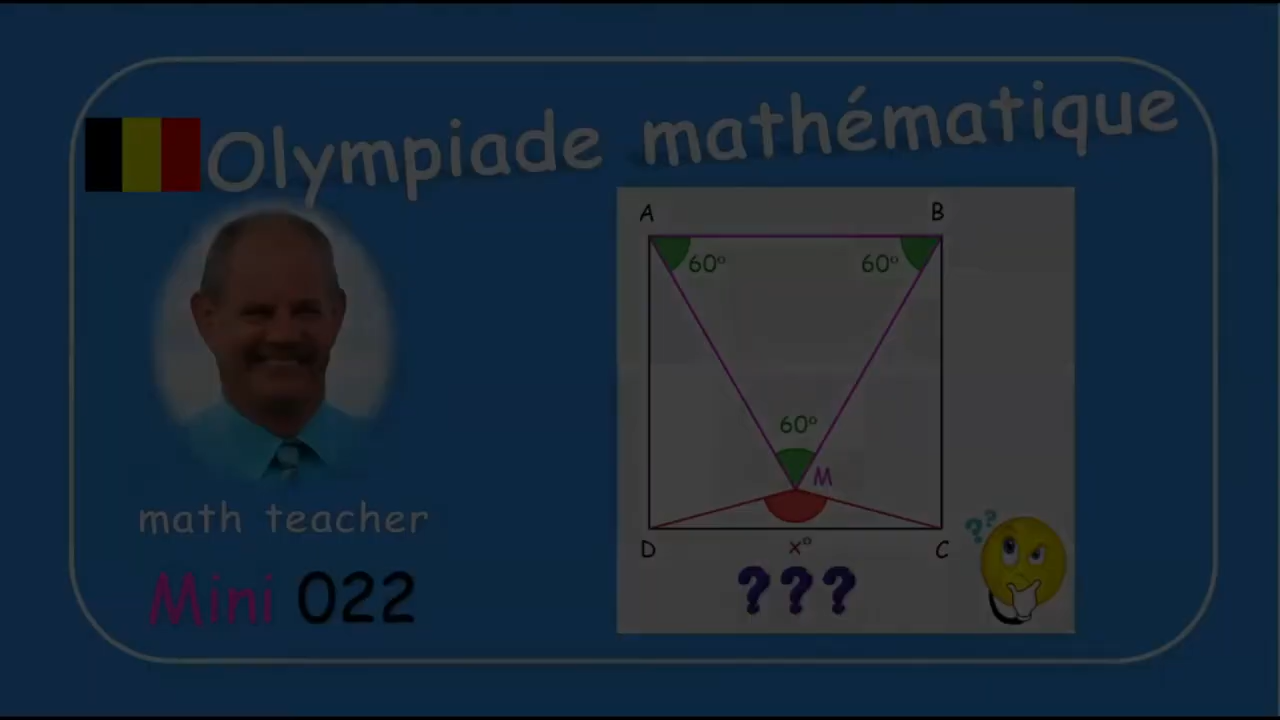 Olympiade mathématique
A
B
60°
60°
60°
M
D
x°
C
???
??
math teacher
Mini 022